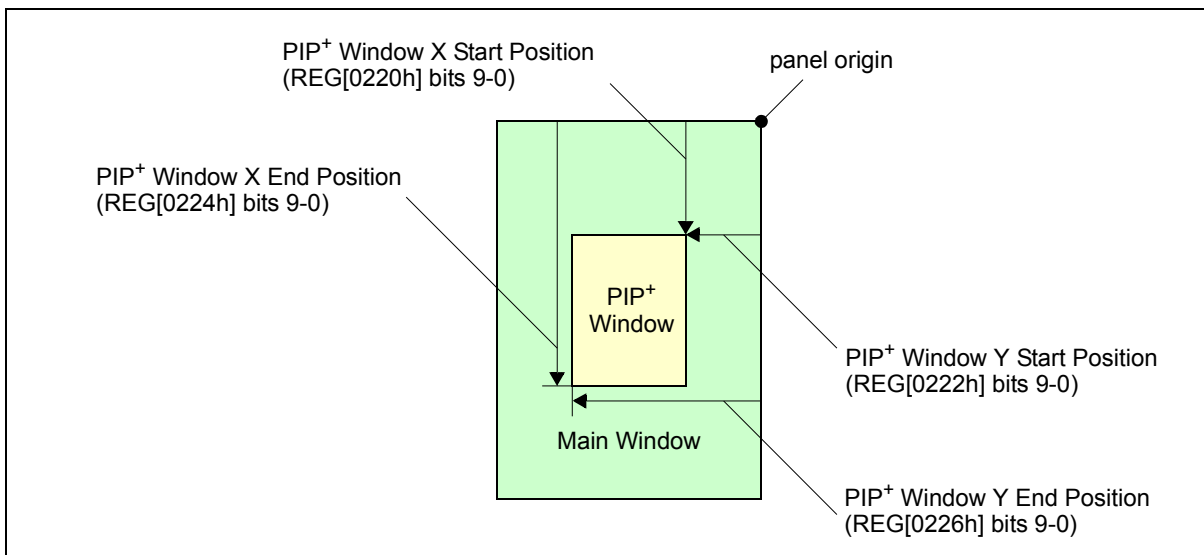 PIP+ Window X Start Position
(REG[0220h] bits 9-0)
panel origin
PIP+ Window X End Position
(REG[0224h] bits 9-0)
PIP+
Window
PIP+ Window Y Start Position
(REG[0222h] bits 9-0)
Main Window
PIP+ Window Y End Position
(REG[0226h] bits 9-0)